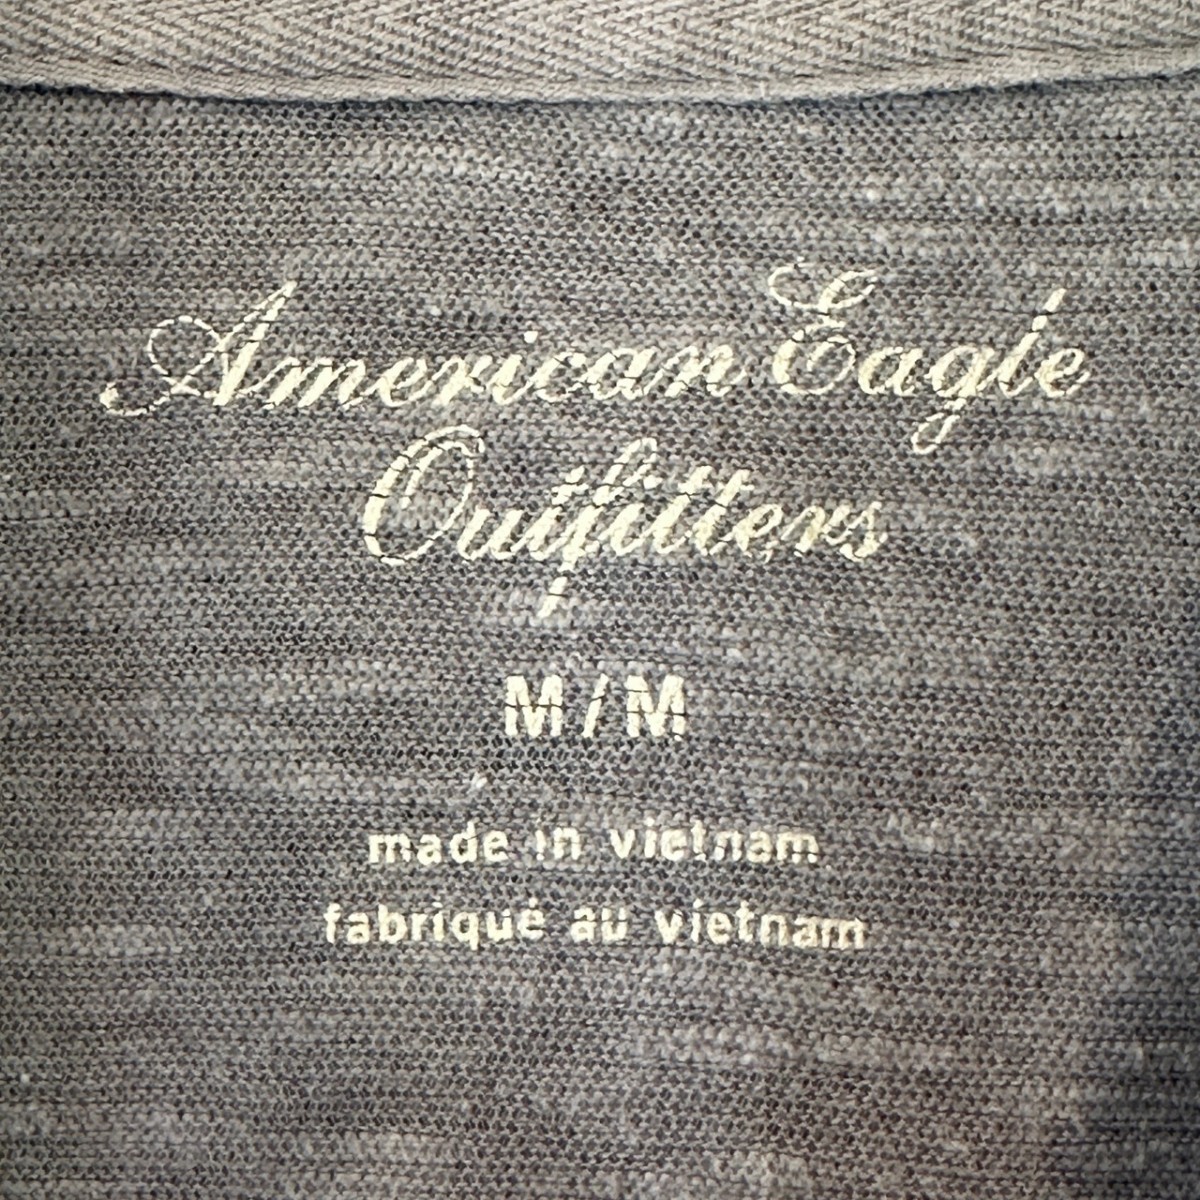 American Eagle
Outfitters
M/M
made in vietnam
fabriqué au vietnam